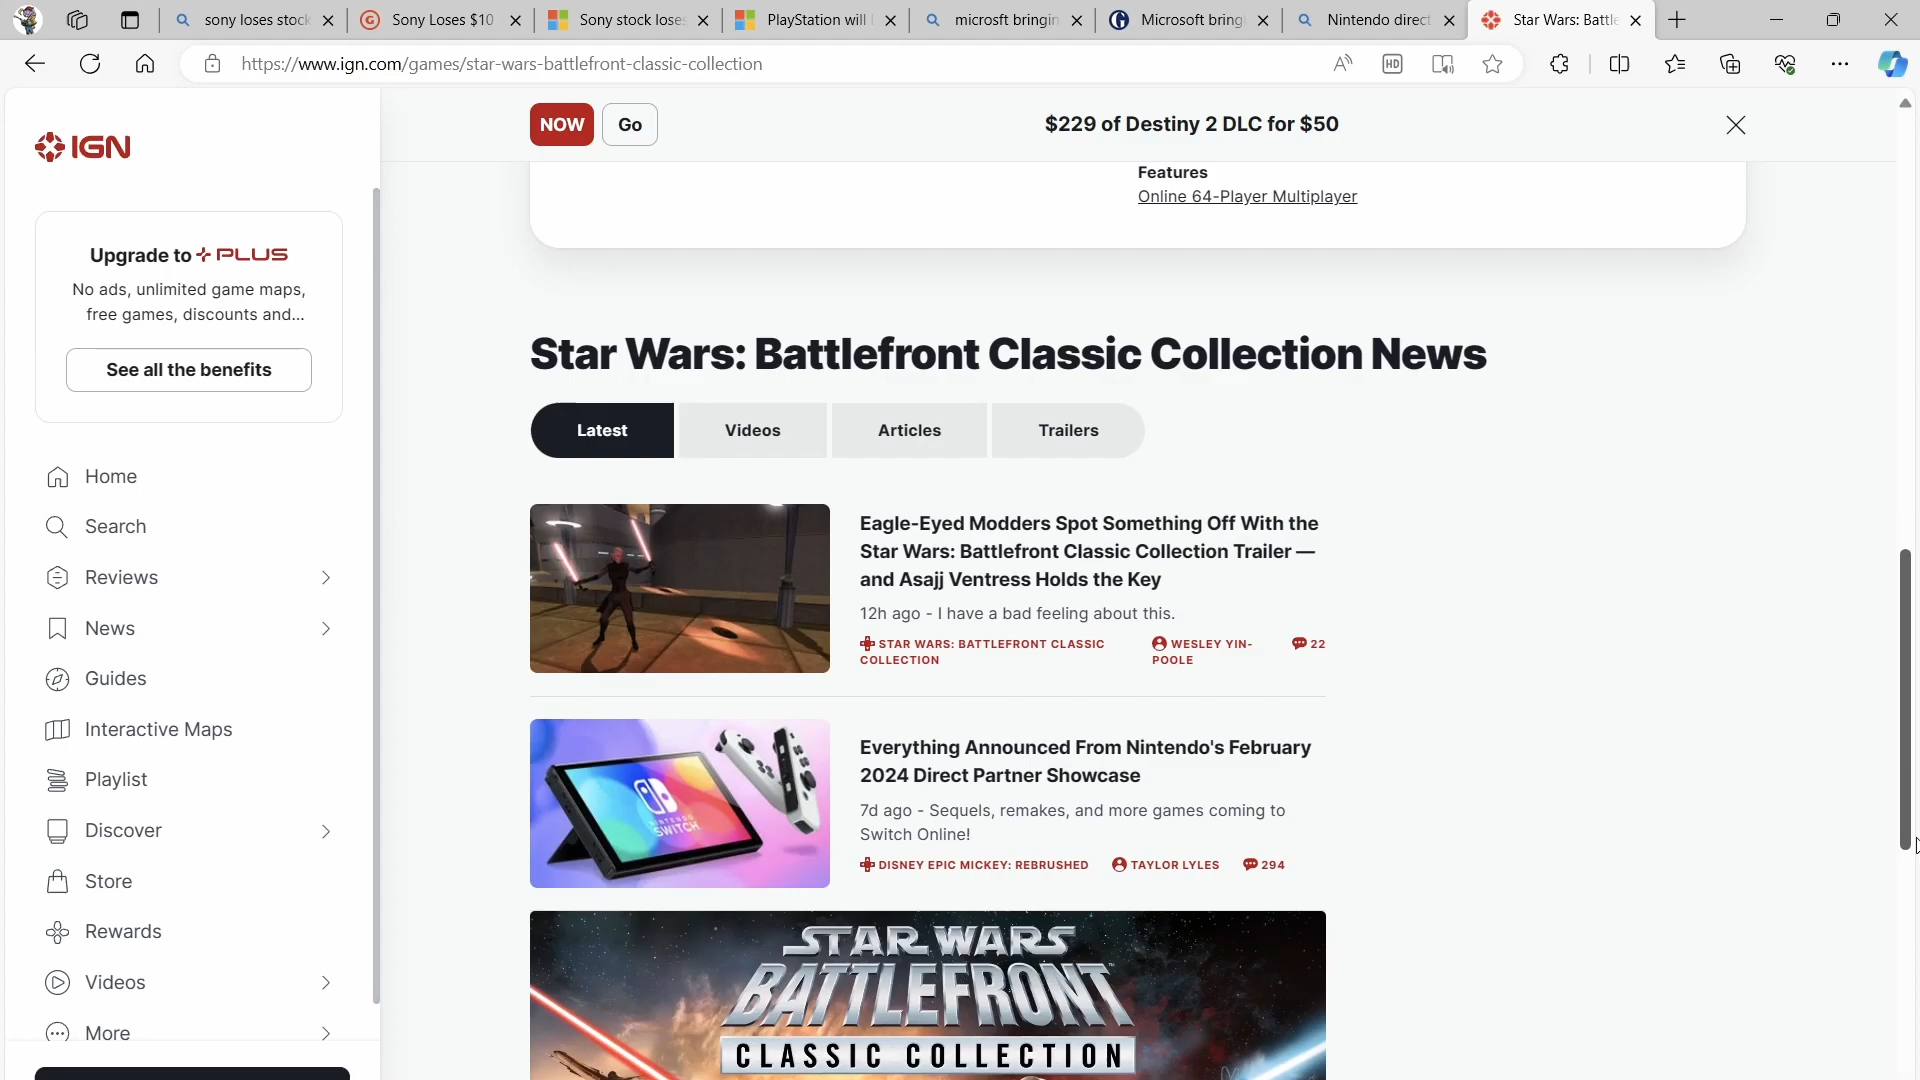 sony loses stock
Sony Loses $10
Sony stock loses
PlayStation will
microsft bringin
Microsoft bring
Nintendo direct
Star Wars: Battle
https://www.ign.com/games/star-wars-battlefront-classic-collection
HD
IGN
NOW
Go
$229 of Destiny 2 DLC for $50
Features
Online 64-Player Multiplayer
Upgrade to PLUS
No ads, unlimited game maps,
free games, discounts and...
See all the benefits
Home
Search
Reviews
News
Guides
Interactive Maps
Playlist
Discover
Store
Rewards
Videos
More
Star Wars: Battlefront Classic Collection News
Latest
Videos
Articles
Trailers
Eagle-Eyed Modders Spot Something Off With the
Star Wars: Battlefront Classic Collection Trailer —
and Asajj Ventress Holds the Key
12h ago - I have a bad feeling about this.
STAR WARS: BATTLEFRONT CLASSIC
COLLECTION
WESLEY YIN-
POOLE
22
NINTENDO
SWITCH
Everything Announced From Nintendo's February
2024 Direct Partner Showcase
7d ago - Sequels, remakes, and more games coming to
Switch Online!
DISNEY EPIC MICKEY: REBRUSHED
TAYLOR LYLES
294
STAR WARS
BATTLEFRONT
CLASSIC COLLECTION